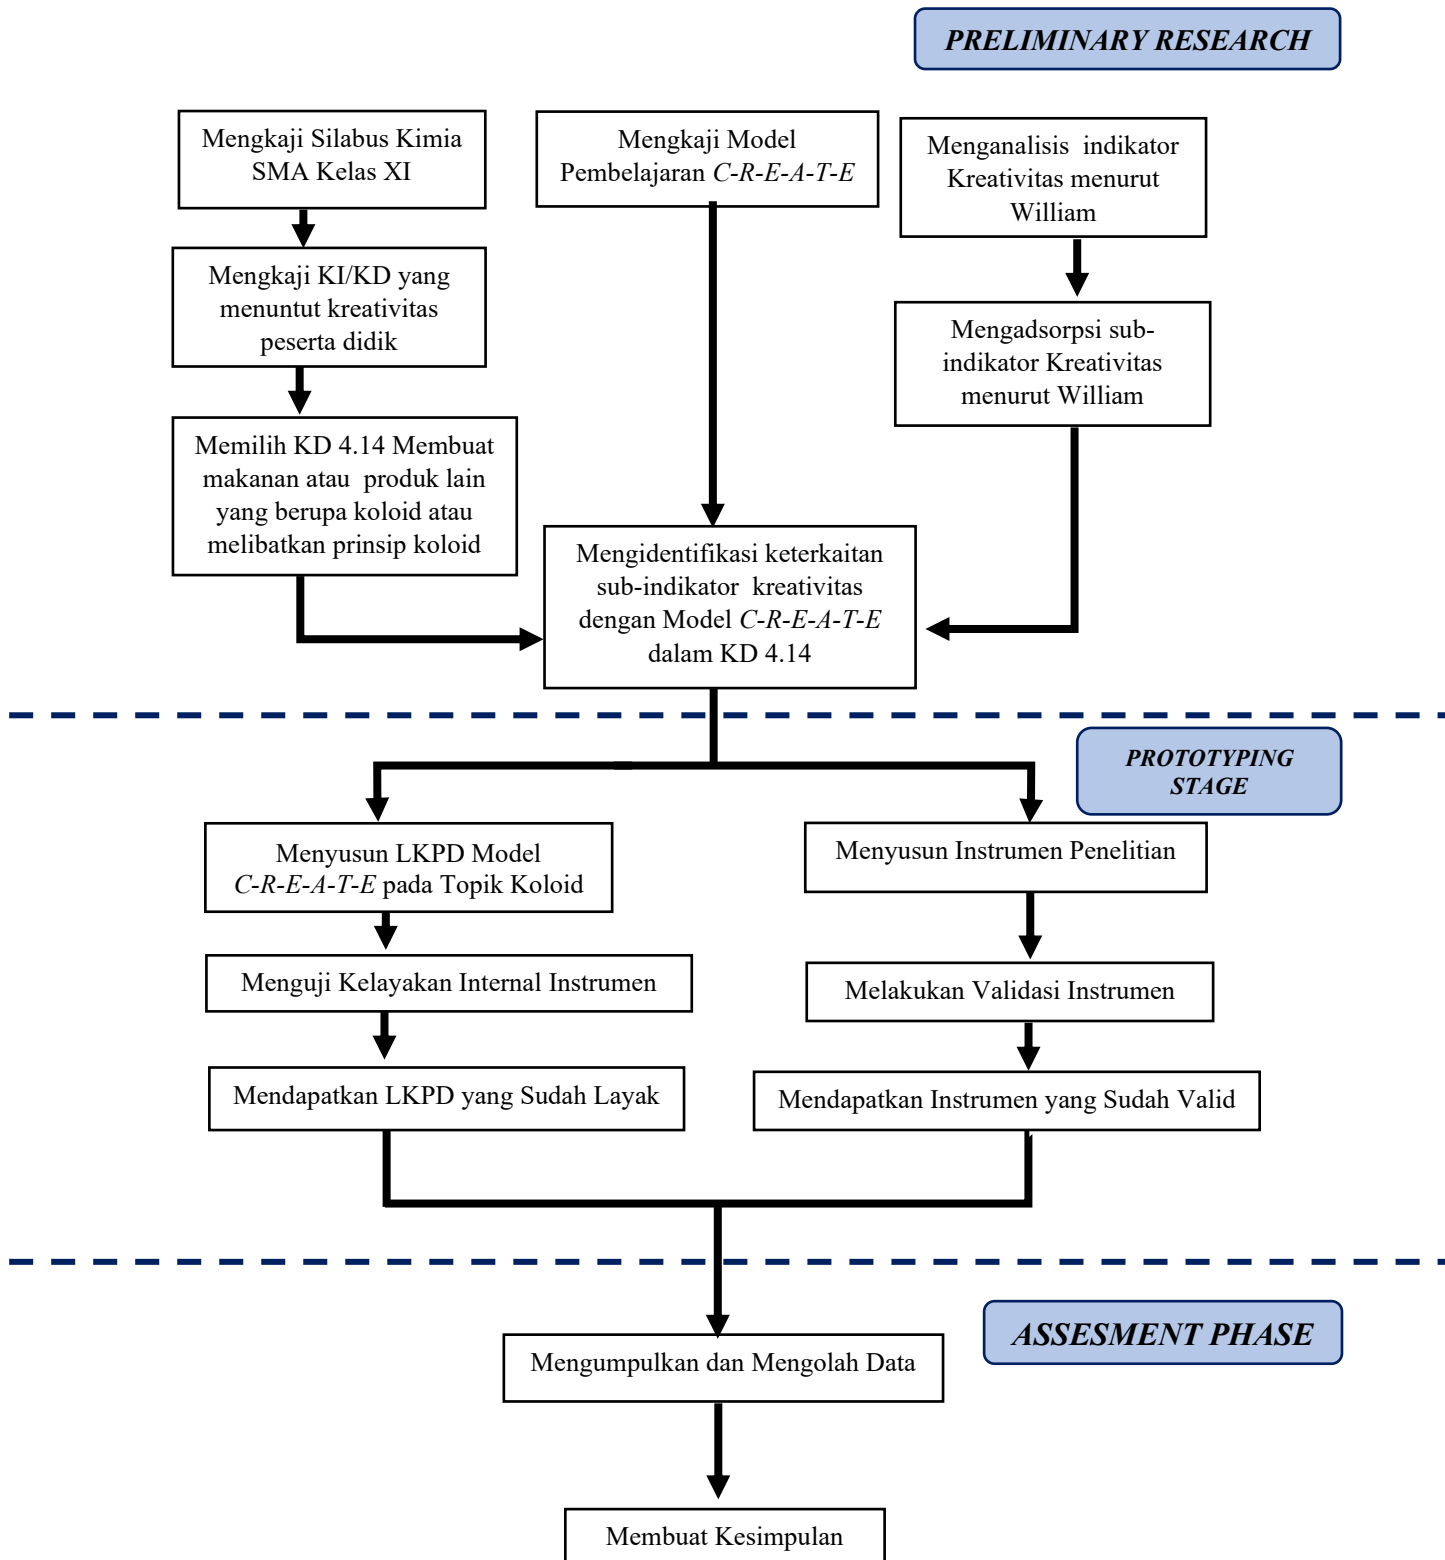 PRELIMINARY RESEARCH
Mengkaji Silabus Kimia
SMA Kelas XI
Mengkaji Model
Pembelajaran C-R-E-A-T-E
Menganalisis indikator
Kreativitas menurut
William
Mengkaji KI/KD yang
menuntut kreativitas
peserta didik
Mengadsorpsi sub-
indikator Kreativitas
menurut William
Memilih KD 4.14 Membuat
makanan atau produk lain
yang berupa koloid atau
melibatkan prinsip koloid
Mengidentifikasi keterkaitan
sub-indikator kreativitas
dengan Model C-R-E-A-T-E
dalam KD 4.14
PROTOTYPING
STAGE
Menyusun LKPD Model
C-R-E-A-T-E pada Topik Koloid
Menyusun Instrumen Penelitian
Menguji Kelayakan Internal Instrumen
Melakukan Validasi Instrumen
Mendapatkan LKPD yang Sudah Layak
Mendapatkan Instrumen yang Sudah Valid
ASSESMENT PHASE
Mengumpulkan dan Mengolah Data
Membuat Kesimpulan